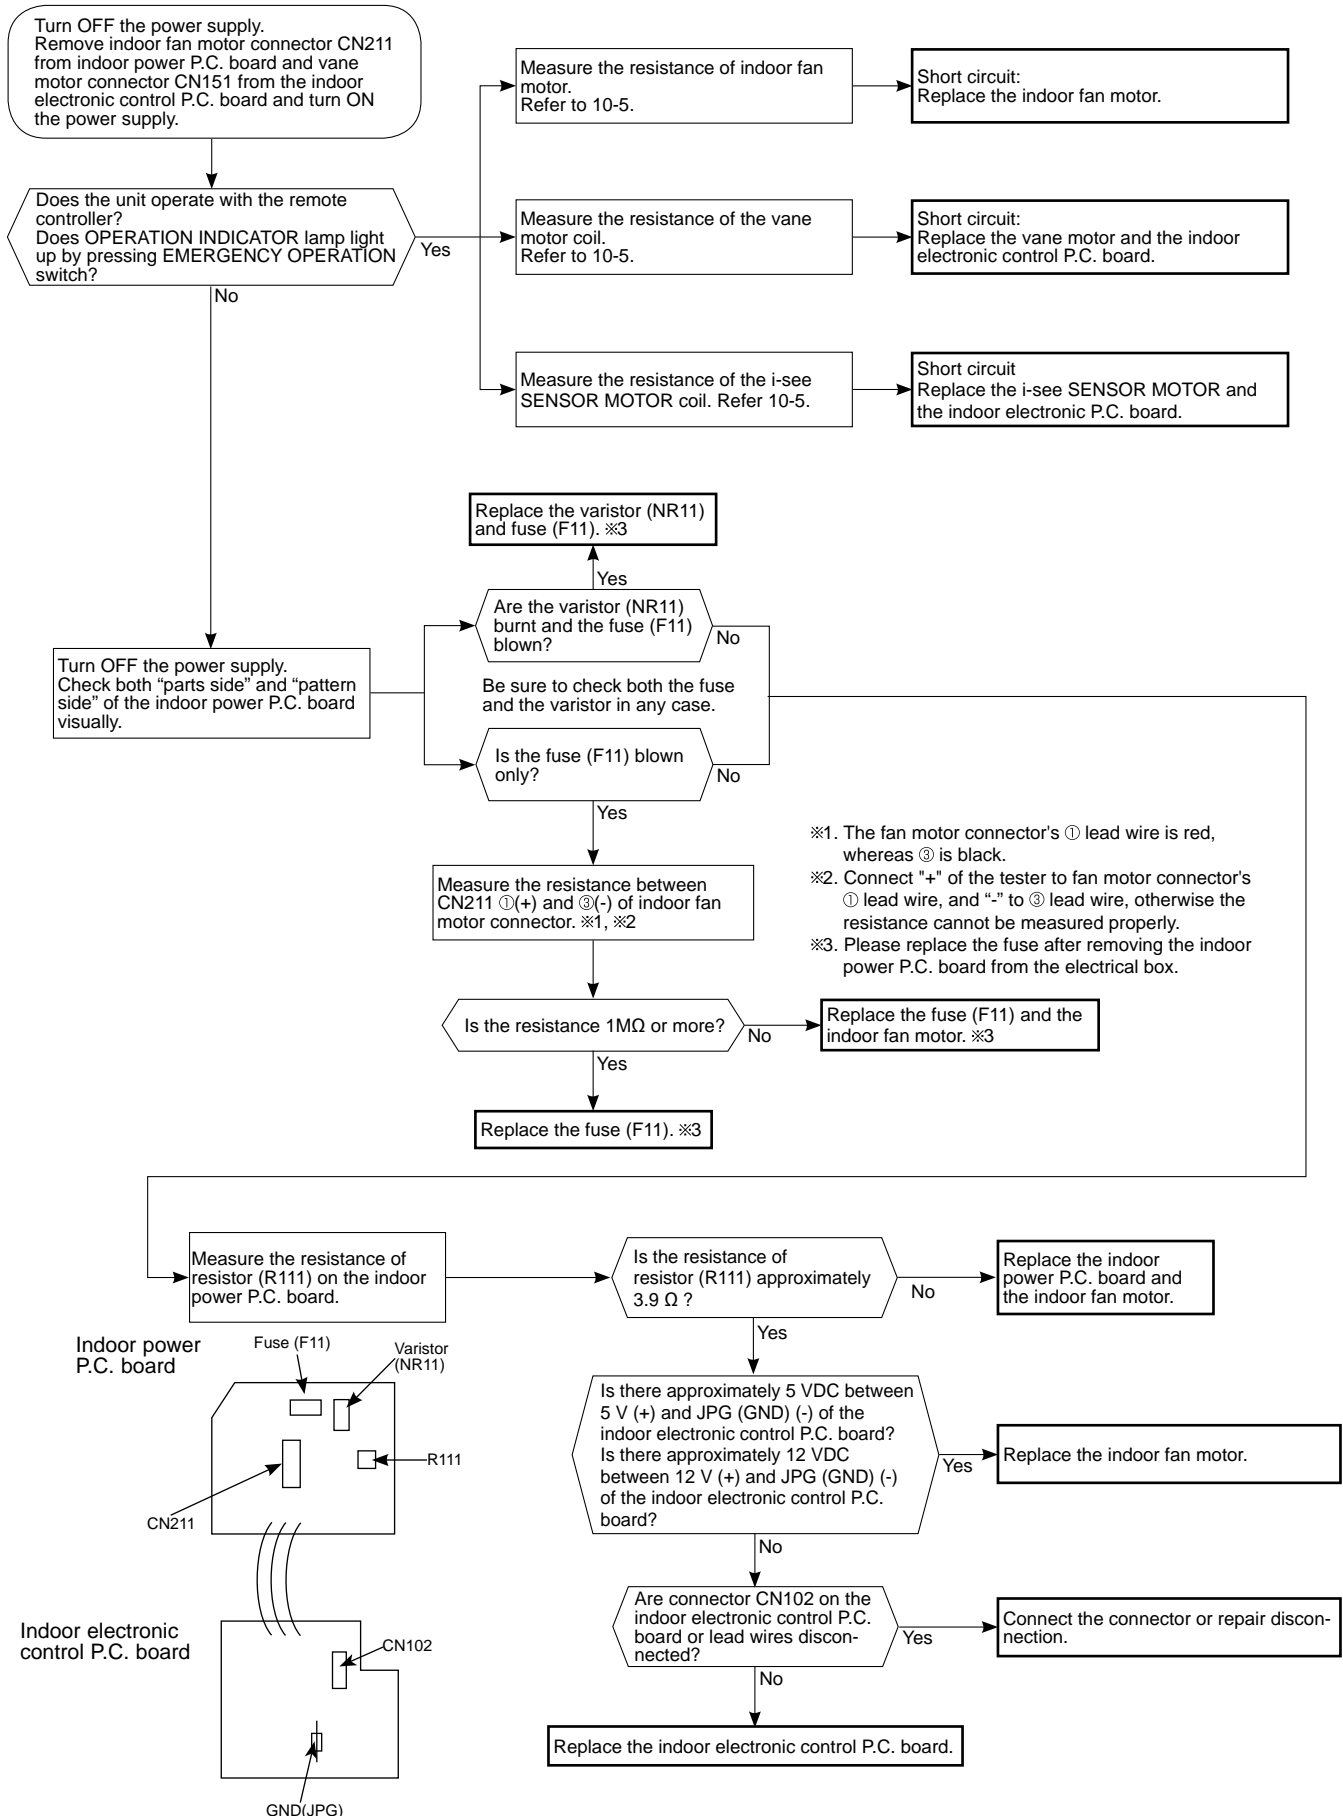 Turn OFF the power supply.
Remove indoor fan motor connector CN211
from indoor power P.C. board and vane
motor connector CN151 from the indoor
electronic control P.C. board and turn ON
the power supply.
Measure the resistance of indoor fan
motor.
Refer to 10-5.
Short circuit:
Replace the indoor fan motor.
Does the unit operate with the remote
controller?
Does OPERATION INDICATOR lamp light
up by pressing EMERGENCY OPERATION
switch?
Yes
Measure the resistance of the vane
motor coil.
Refer to 10-5.
Short circuit:
Replace the vane motor and the indoor
electronic control P.C. board.
No
Measure the resistance of the i-see
SENSOR MOTOR coil. Refer 10-5.
Short circuit
Replace the i-see SENSOR MOTOR and
the indoor electronic P.C. board.
Replace the varistor (NR11)
and fuse (F11). ※3
Yes
Are the varistor (NR11)
burnt and the fuse (F11)
blown?
No
Turn OFF the power supply.
Check both “parts side” and “pattern
side” of the indoor power P.C. board
visually.
Be sure to check both the fuse
and the varistor in any case.
Is the fuse (F11) blown
only?
No
Yes
※1. The fan motor connector's ① lead wire is red,
whereas ③ is black.
※2. Connect "+" of the tester to fan motor connector's
① lead wire, and “-” to ③ lead wire, otherwise the
resistance cannot be measured properly.
※3. Please replace the fuse after removing the indoor
power P.C. board from the electrical box.
Measure the resistance between
CN211 ①(+) and ③(-) of indoor fan
motor connector. ※1, ※2
Is the resistance 1MΩ or more?
No
Replace the fuse (F11) and the
indoor fan motor. ※3
Yes
Replace the fuse (F11). ※3
Measure the resistance of
resistor (R111) on the indoor
power P.C. board.
Is the resistance of
resistor (R111) approximately
3.9 Ω ?
No
Replace the indoor
power P.C. board and
the indoor fan motor.
Yes
Indoor power
P.C. board
Fuse (F11)
Varistor
(NR11)
R111
CN211
Is there approximately 5 VDC between
5 V (+) and JPG (GND) (-) of the
indoor electronic control P.C. board?
Is there approximately 12 VDC
between 12 V (+) and JPG (GND) (-)
of the indoor electronic control P.C.
board?
Yes
Replace the indoor fan motor.
No
Indoor electronic
control P.C. board
CN102
GND(JPG)
Are connector CN102 on the
indoor electronic control P.C.
board or lead wires discon-
nected?
Yes
Connect the connector or repair discon-
nection.
No
Replace the indoor electronic control P.C. board.